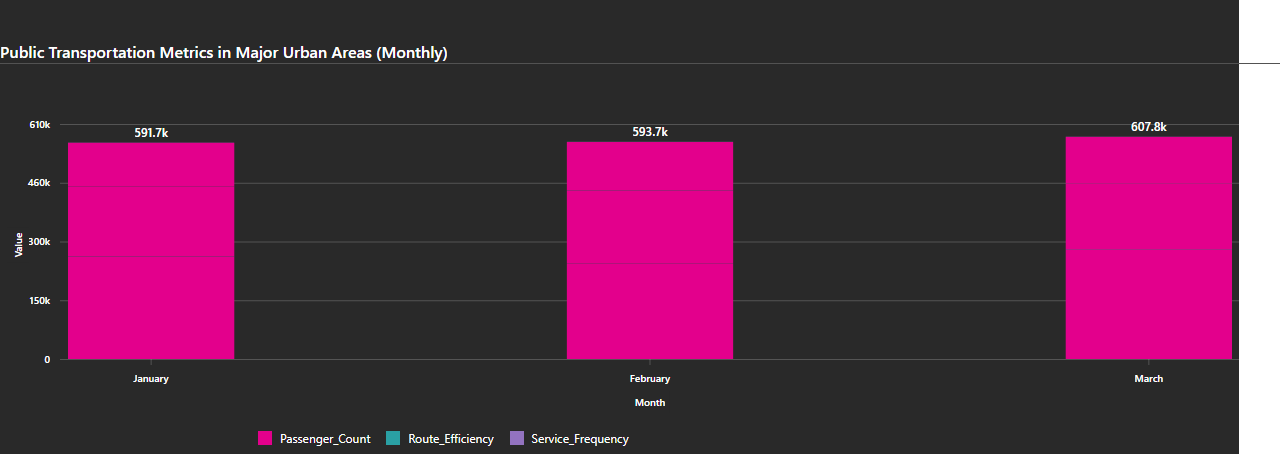 Public Transportation Metrics in Major Urban Areas (Monthly)
610k
591.7k
593.7k
607.8k
460k
300k
150k
0
Value
January
February
March
Month
Passenger_Count
Route_Efficiency
Service_Frequency